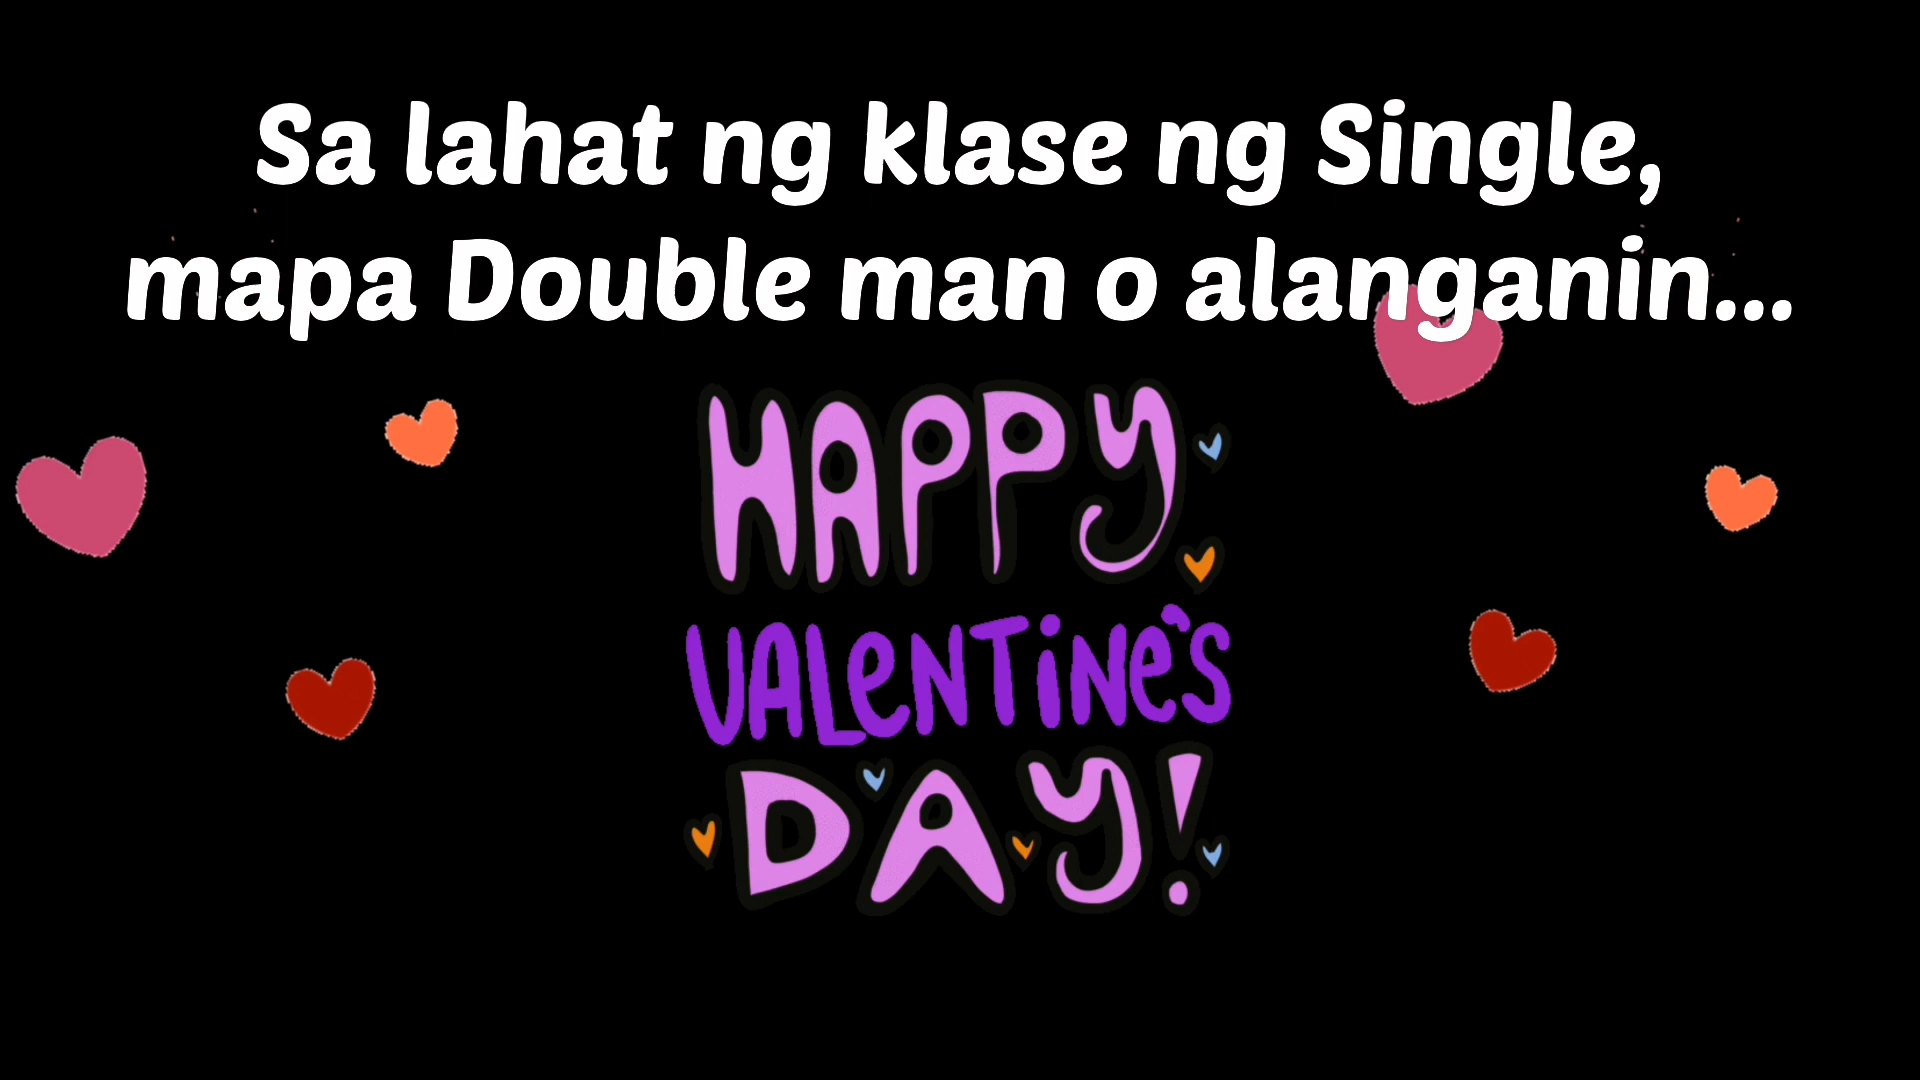 Sa lahat ng klase ng Single,
mapa Double man o alanganin...
HAPPY
VALENTINE'S
DAY!